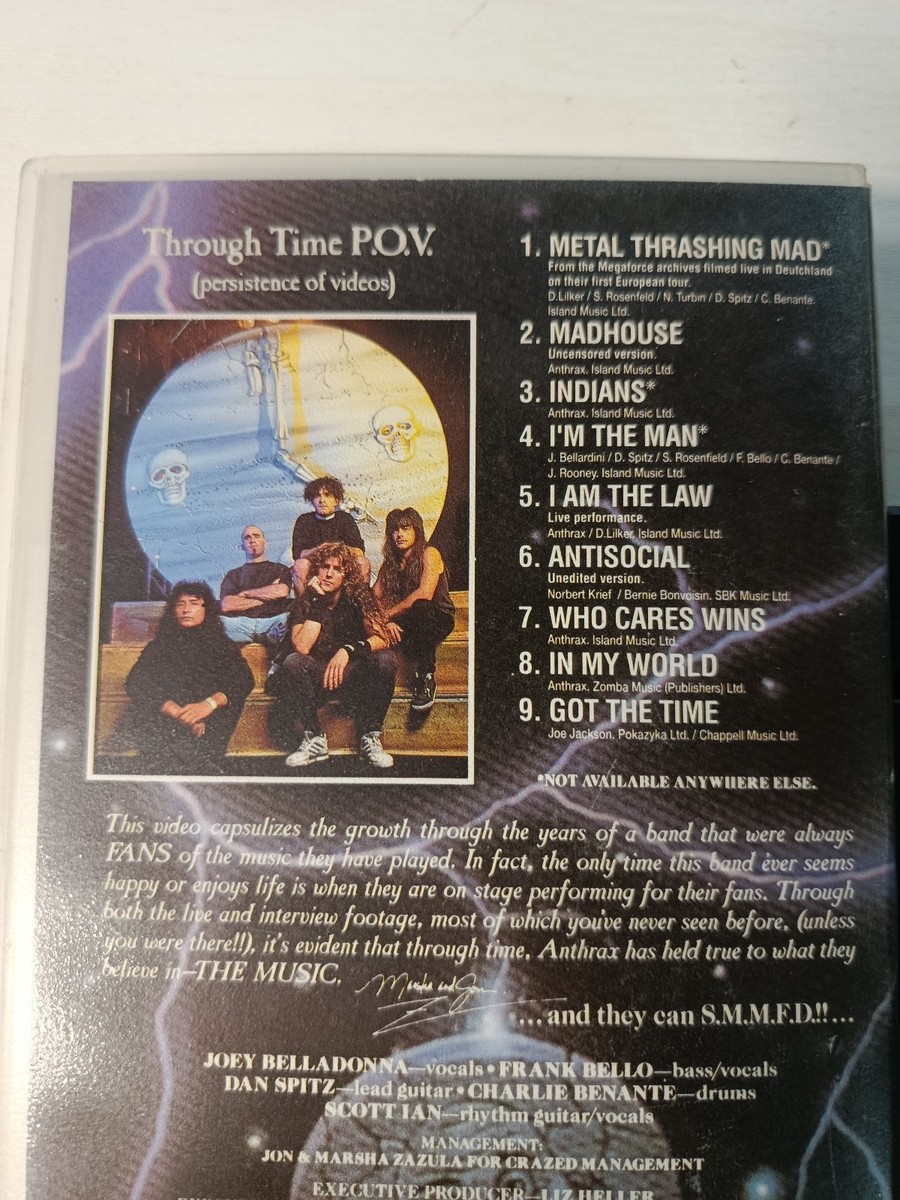 Through Time P.O.V.
(persistence of videos)
1. METAL THRASHING MAD*
From the Megaforce archives filmed live in Deutchland
on their first European tour.
D.Lilker / S. Rosenfeld / N. Turbin / D. Spitz / C. Benante.
Island Music Ltd.
2. MADHOUSE
Uncensored version.
Anthrax. Island Music Ltd.
3. INDIANS*
Anthrax. Island Music Ltd.
4. I'M THE MAN*
J. Bellardini / D. Spitz / S. Rosenfeld / F. Bello / C. Benante /
J. Rooney. Island Music Ltd.
5. I AM THE LAW
Live performance.
Anthrax / D.Lilker. Island Music Ltd.
6. ANTISOCIAL
Unedited version.
Norbert Krief / Bernie Bonvoisin. SBK Music Ltd.
7. WHO CARES WINS
Anthrax. Island Music Ltd.
8. IN MY WORLD
Anthrax, Zomba Music (Publishers) Ltd.
9. GOT THE TIME
Joe Jackson. Pokazyka Ltd. / Chappell Music Ltd.
*NOT AVAILABLE ANYWHERE ELSE.
This video capsulizes the growth through the years of a band that were always
FANS of the music they have played. In fact, the only time this band ever seems
happy or enjoys life is when they are on stage performing for their fans. Through
both the live and interview footage, most of which you've never seen before, (unless
you were there!!), it's evident that through time, Anthrax has held true to what they
believe in—THE MUSIC.
Marsha and Jon
Z
...and they can S.M.M.F.D.!!...
JOEY BELLADONNA—vocals • FRANK BELLO—bass/vocals
DAN SPITZ—lead guitar • CHARLIE BENANTE—drums
SCOTT IAN—rhythm guitar/vocals
MANAGEMENT:
JON & MARSHA ZAZULA FOR CRAZED MANAGEMENT
EXECUTIVE PRODUCER—LIZ HELLER